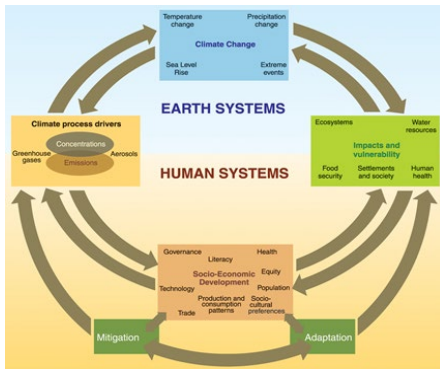 Temperature
change
Precipitation
change
Climate Change
Sea Level
Rise
Extreme
events
EARTH SYSTEMS
Climate process drivers
Concentrations
Greenhouse
gases
Aerosols
Emissions
Ecosystems
Water
resources
Impacts and
vulnerability
Food
security
Settlements
and society
Human
health
HUMAN SYSTEMS
Governance
Literacy
Health
Socio-Economic
Development
Equity
Technology
Population
Production and
consumption
patterns
Socio-
cultural
preferences
Trade
Mitigation
Adaptation